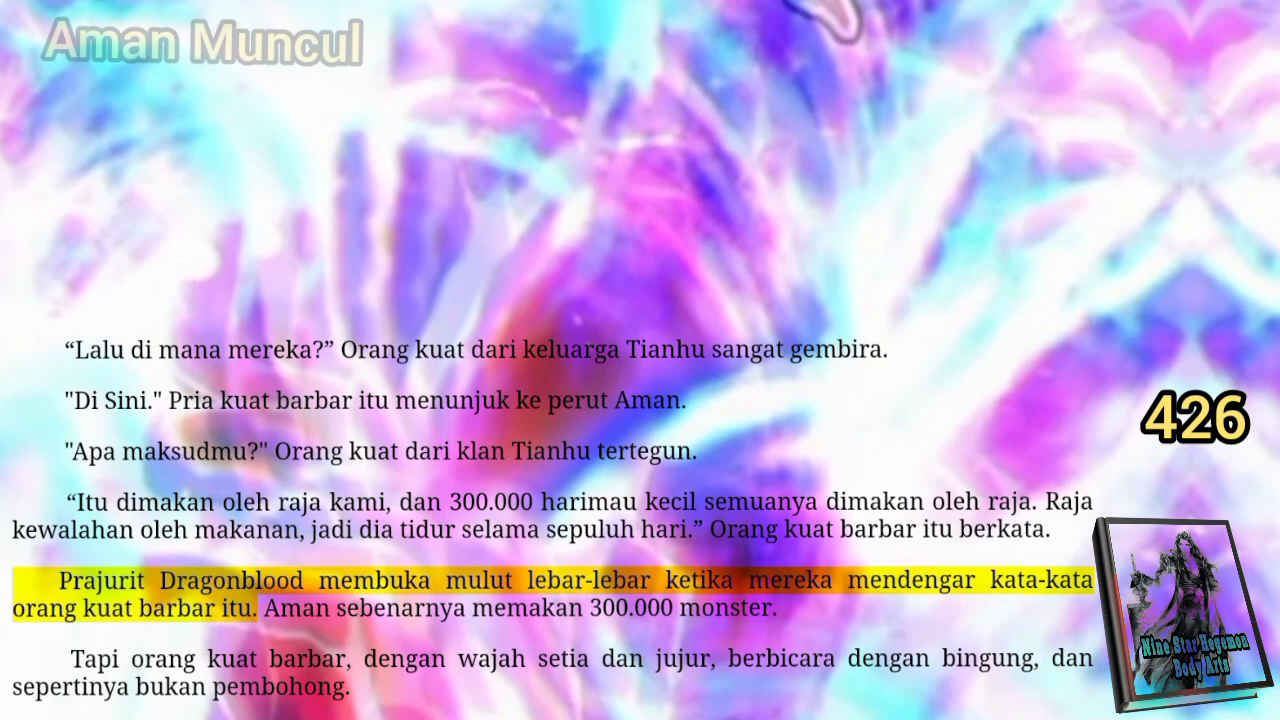 Aman Muncul
“Lalu di mana mereka?” Orang kuat dari keluarga Tianhu sangat gembira.
"Di Sini." Pria kuat barbar itu menunjuk ke perut Aman.
"Apa maksudmu?" Orang kuat dari klan Tianhu tertegun.
“Itu dimakan oleh raja kami, dan 300.000 harimau kecil semuanya dimakan oleh raja. Raja
kewalahan oleh makanan, jadi dia tidur selama sepuluh hari.” Orang kuat barbar itu berkata.
Prajurit Dragonblood membuka mulut lebar-lebar ketika mereka mendengar kata-kata
orang kuat barbar itu. Aman sebenarnya memakan 300.000 monster.
Tapi orang kuat barbar, dengan wajah setia dan jujur, berbicara dengan bingung, dan
sepertinya bukan pembohong.
426
Nine Star Hegemon
Body Arts